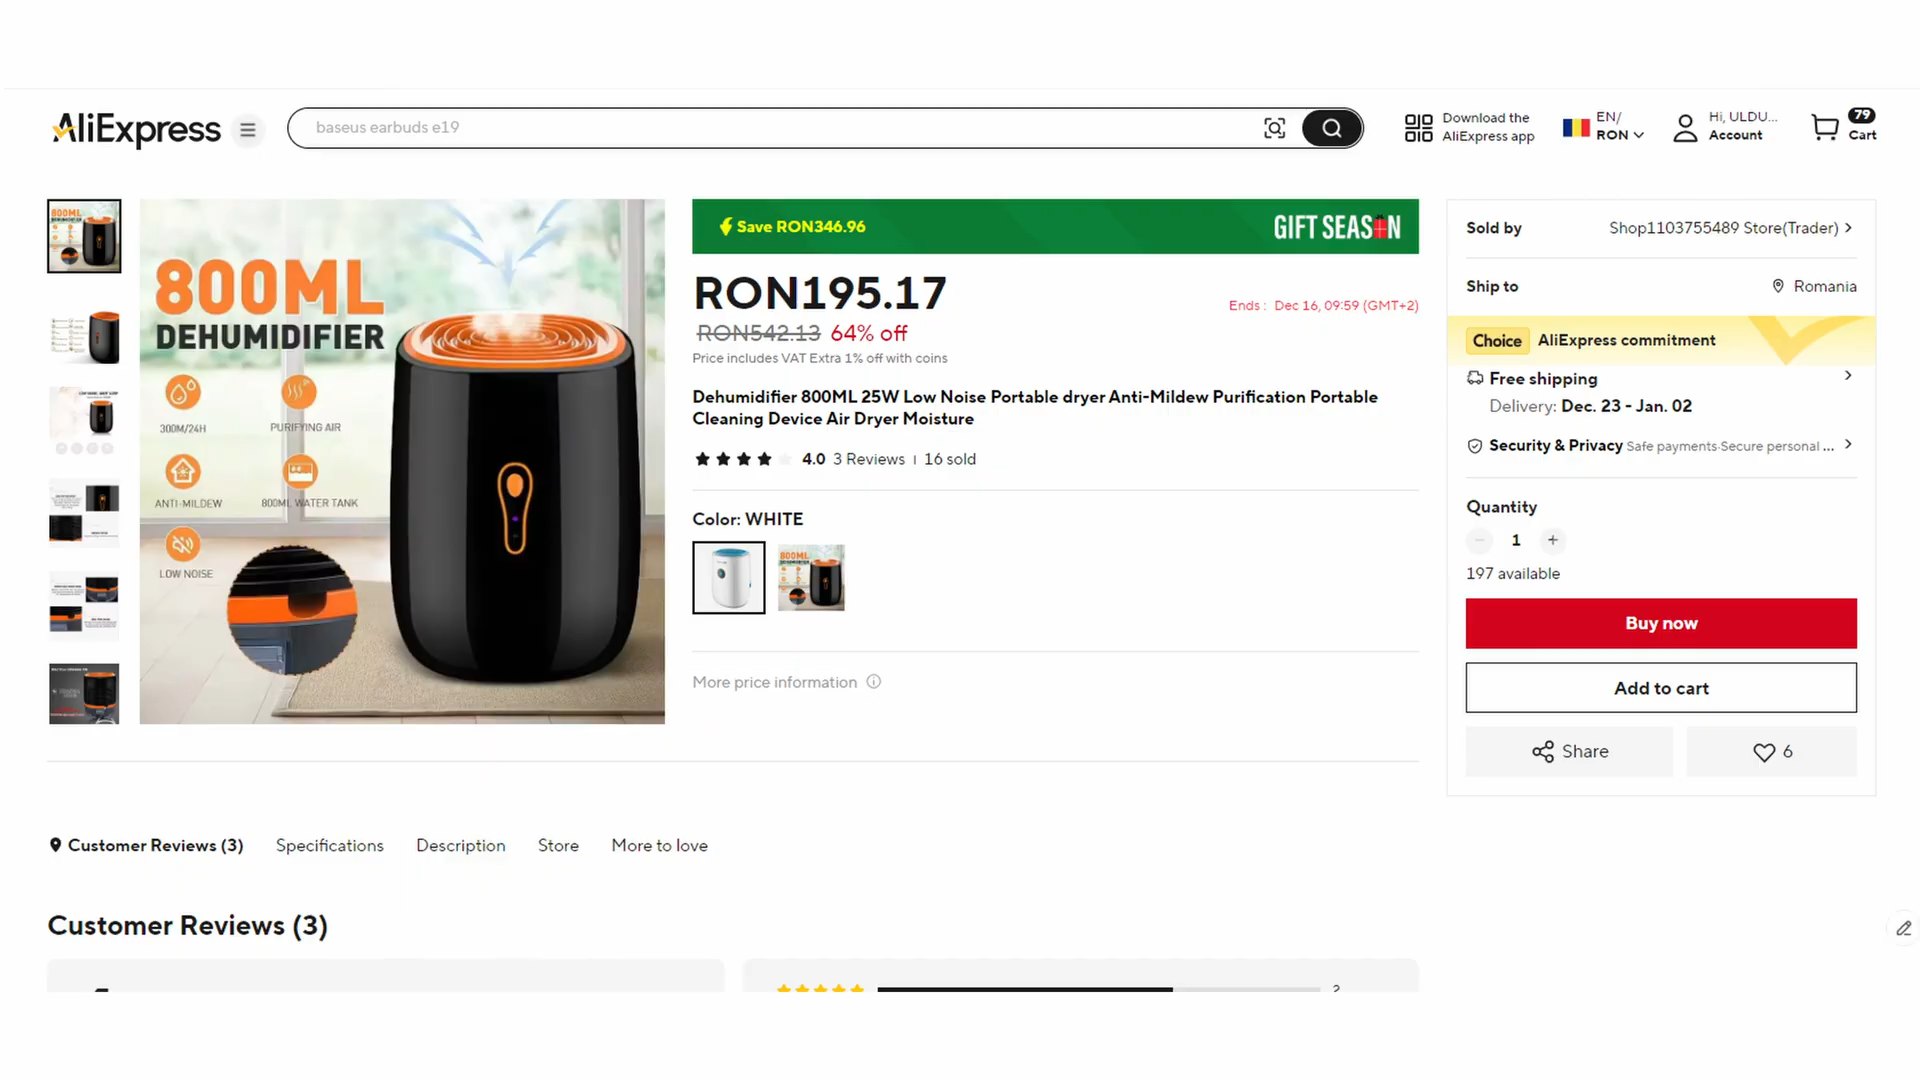 AliExpress
baseus earbuds e19
Download the
AliExpress app
EN/
RON
Hi, ULDU...
Account
79
Cart
800ML
DEHUMIDIFIER
300M/24H
PURIFYING AIR
ANTI-MILDEW
800ML WATER TANK
LOW NOISE
Save RON346.96
GIFT SEASON
RON195.17
Ends : Dec 16, 09:59 (GMT+2)
RON542.13 64% off
Price includes VAT Extra 1% off with coins
Dehumidifier 800ML 25W Low Noise Portable dryer Anti-Mildew Purification Portable
Cleaning Device Air Dryer Moisture
4.0 3 Reviews 16 sold
Color: WHITE
More price information
Sold by
Shop1103755489 Store(Trader)
Ship to
Romania
Choice AliExpress commitment
Free shipping
Delivery: Dec. 23 - Jan. 02
Security & Privacy Safe payments·Secure personal ...
Quantity
1
197 available
Buy now
Add to cart
Share
6
Customer Reviews (3)
Specifications
Description
Store
More to love
Customer Reviews (3)
2